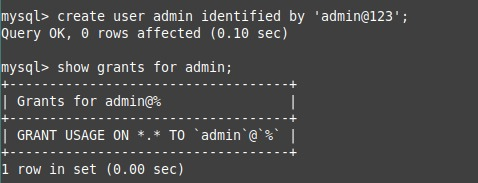 mysql> create user admin identified by 'admin@123';
Query OK, 0 rows affected (0.10 sec)
mysql> show grants for admin;
+-----------------------------------+
| Grants for admin@%                |
+-----------------------------------+
| GRANT USAGE ON *.* TO `admin`@`%` |
+-----------------------------------+
1 row in set (0.00 sec)